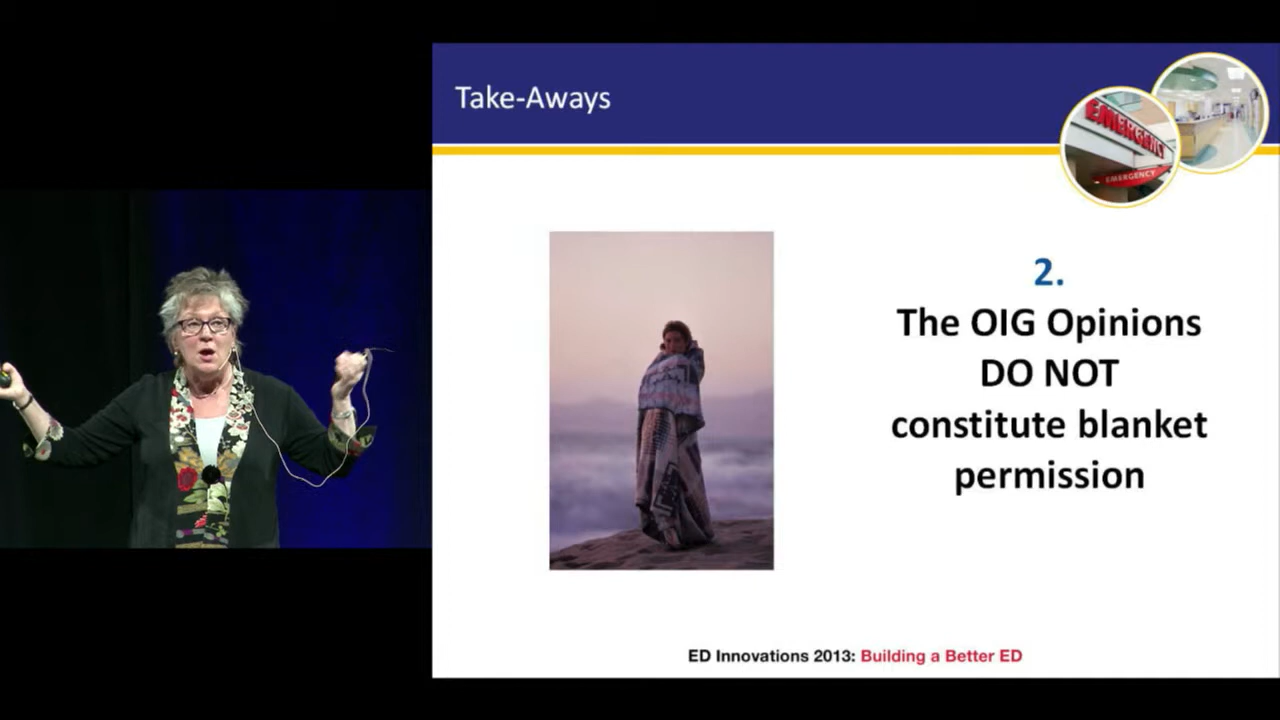 Take-Aways
EMERGENCY
EMERGENCY
2.
The OIG Opinions
DO NOT
constitute blanket
permission
ED Innovations 2013: Building a Better ED